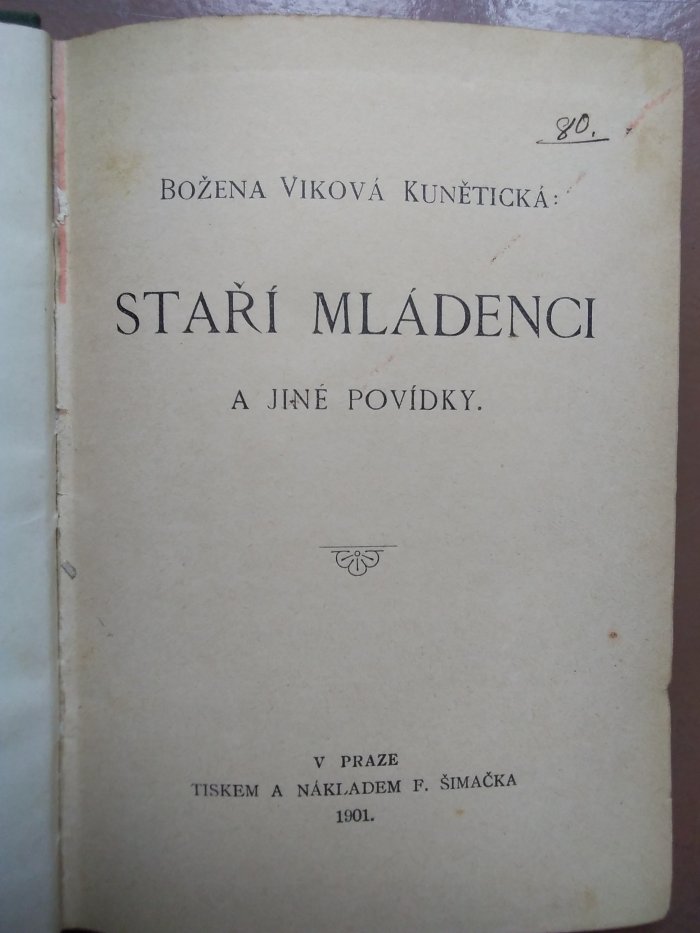 80.
BOŽENA VIKOVÁ KUNĚTICKÁ:
STAŘÍ MLÁDENCI
A JINÉ POVÍDKY.
V PRAZE
TISKEM A NÁKLADEM F. ŠIMAČKA
1901.